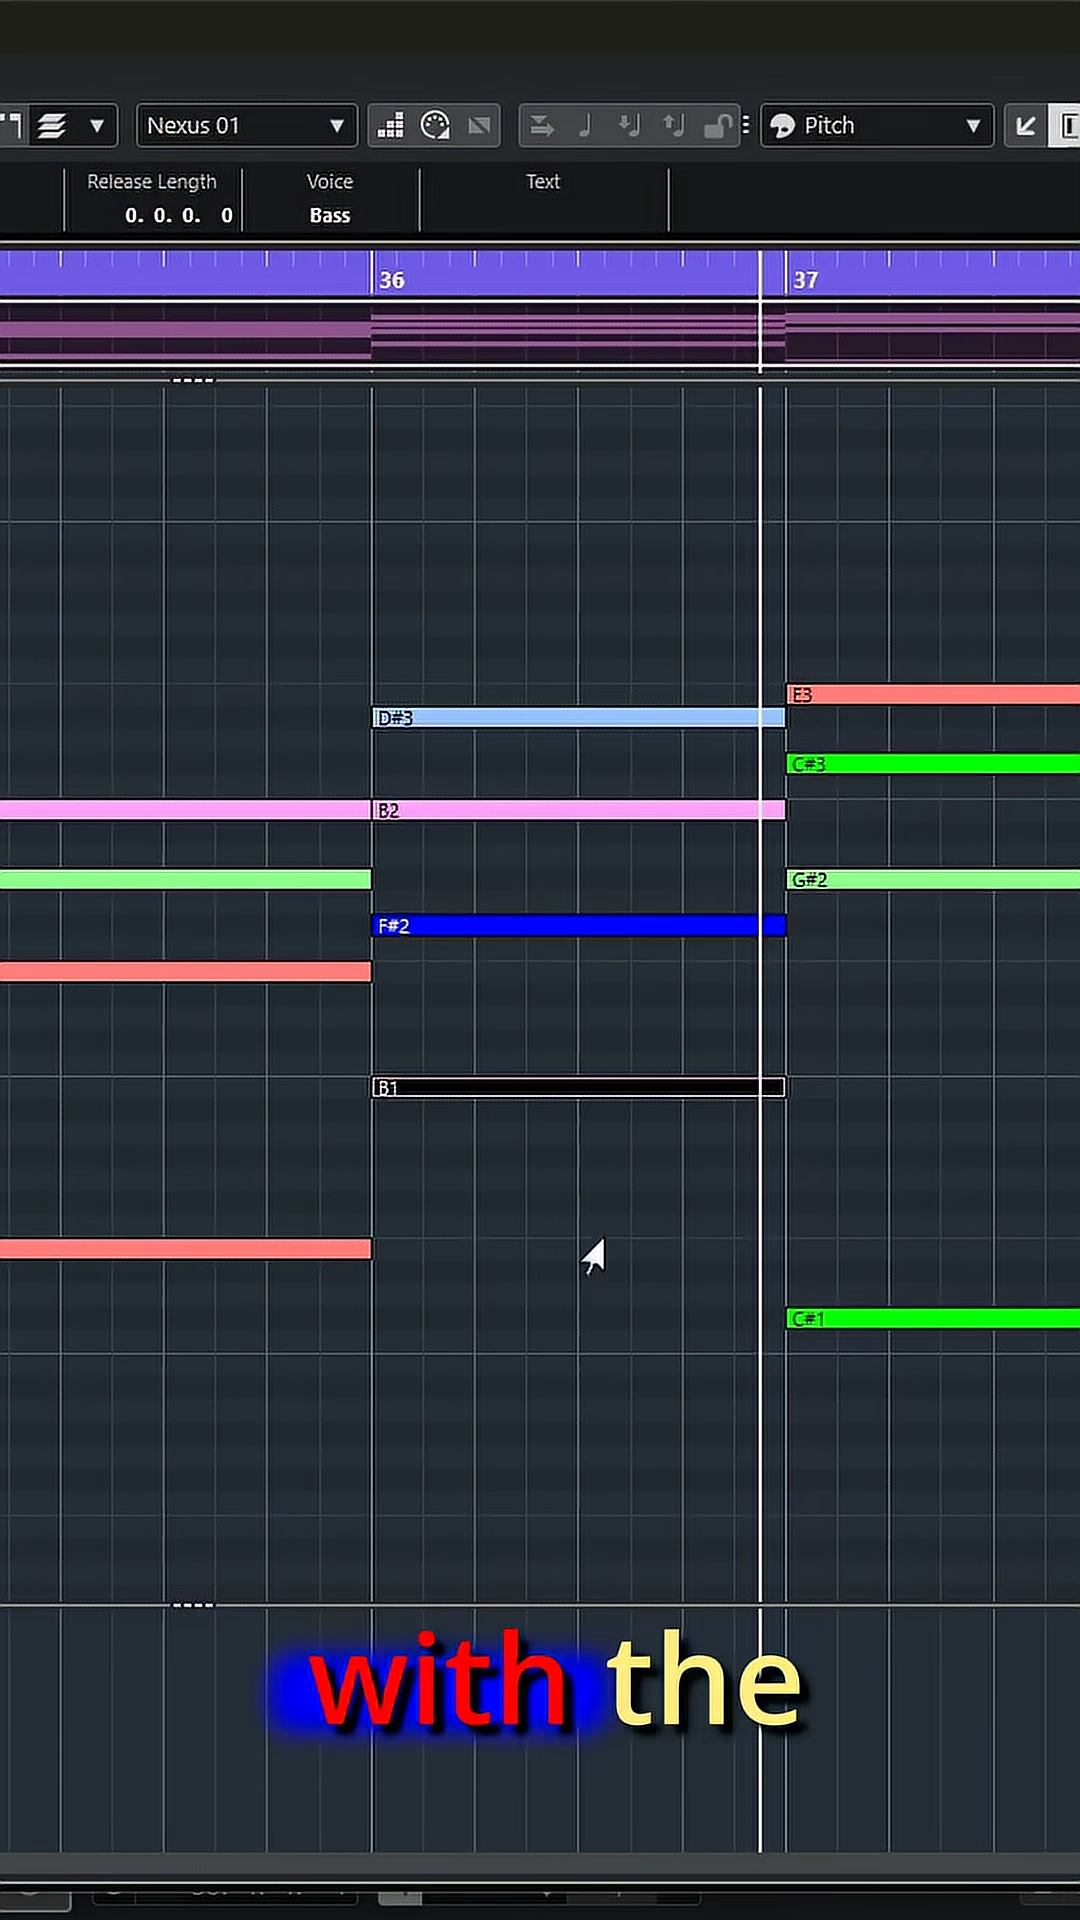 Nexus 01 Pitch
Release Length Voice Text
0. 0. 0. 0 Bass
36 37
E3
D#3
C#3
B2
G#2
F#2
B1
C#1
with the